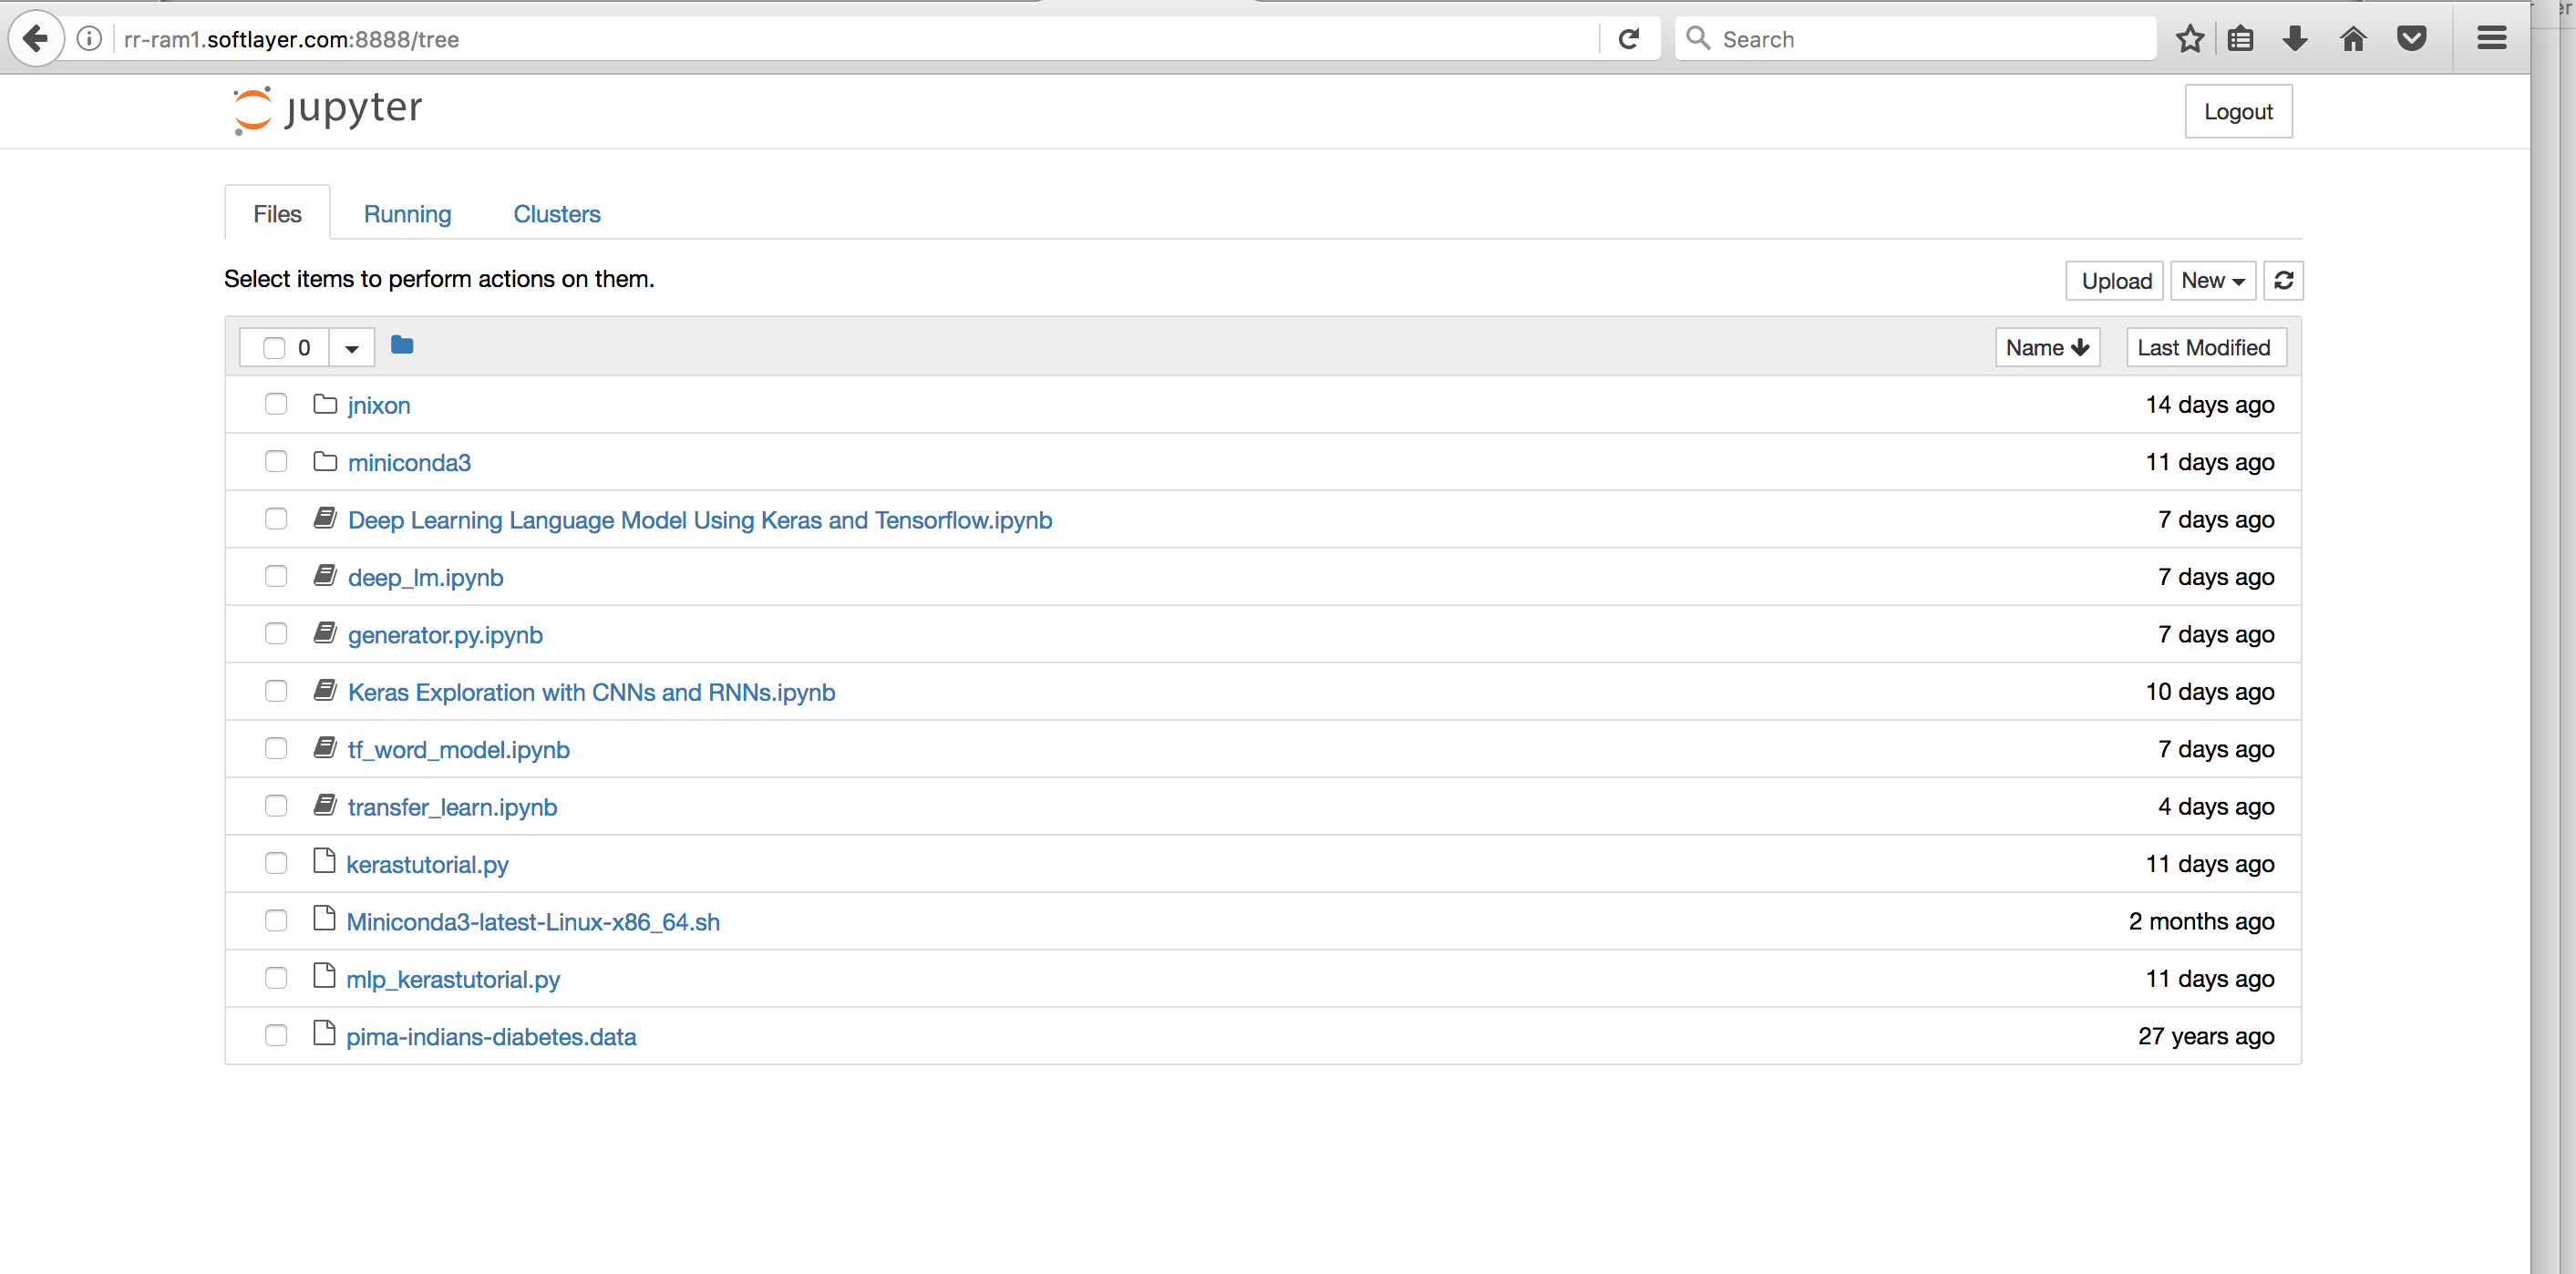 er
rr-ram1.softlayer.com:8888/tree
Search
jupyter
Logout
Files Running Clusters
Select items to perform actions on them.
Upload New
0 Name Last Modified
jnixon 14 days ago
miniconda3 11 days ago
Deep Learning Language Model Using Keras and Tensorflow.ipynb 7 days ago
deep_lm.ipynb 7 days ago
generator.py.ipynb 7 days ago
Keras Exploration with CNNs and RNNs.ipynb 10 days ago
tf_word_model.ipynb 7 days ago
transfer_learn.ipynb 4 days ago
kerastutorial.py 11 days ago
Miniconda3-latest-Linux-x86_64.sh 2 months ago
mlp_kerastutorial.py 11 days ago
pima-indians-diabetes.data 27 years ago